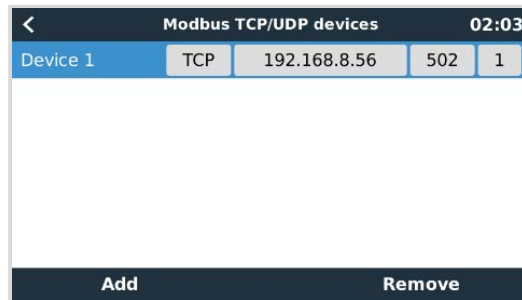 Modbus TCP/UDP devices 02:03
Device 1 TCP 192.168.8.56 502 1
Add Remove